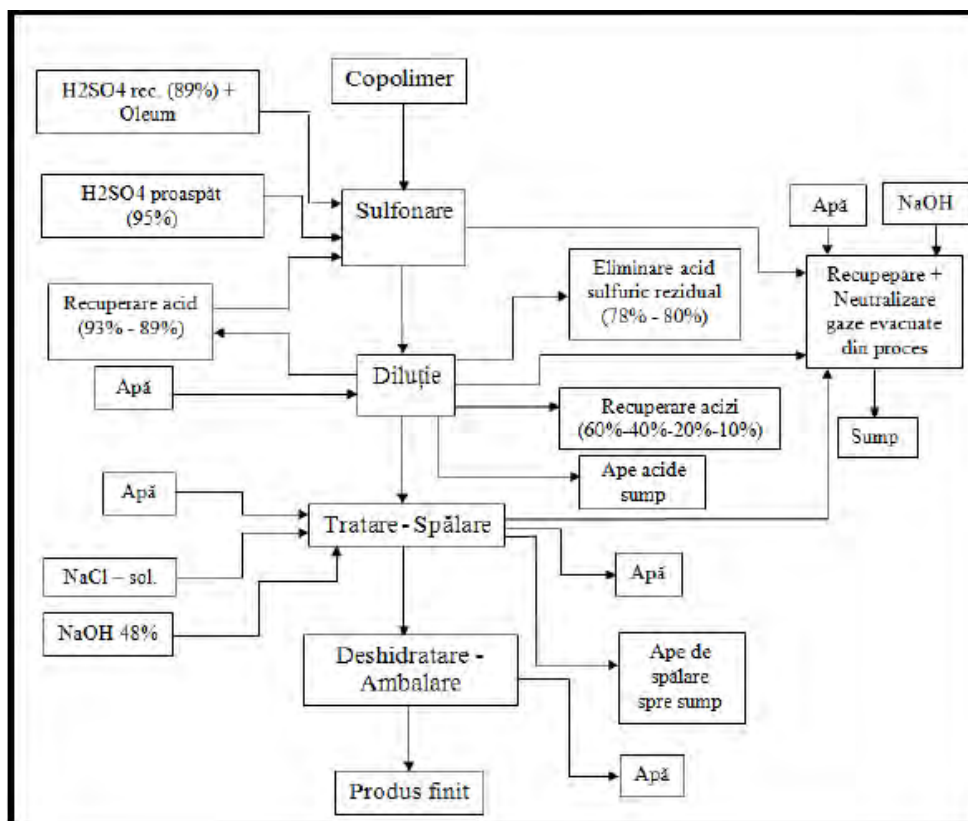 Copolimer
H2SO4 rec. (89%) +
Oleum
H2SO4 proaspăt
(95%)
Sulfonare
Apă
NaOH
Recuperare acid
(93% - 89%)
Eliminare acid
sulfuric rezidual
(78% - 80%)
Recupepare +
Neutralizare
gaze evacuate
din proces
Apă
Diluție
Recuperare acizi
(60%-40%-20%-10%)
Sump
Ape acide
sump
Apă
Tratare - Spălare
NaCl – sol.
Apă
NaOH 48%
Deshidratare -
Ambalare
Ape de
spălare
spre sump
Apă
Produs finit